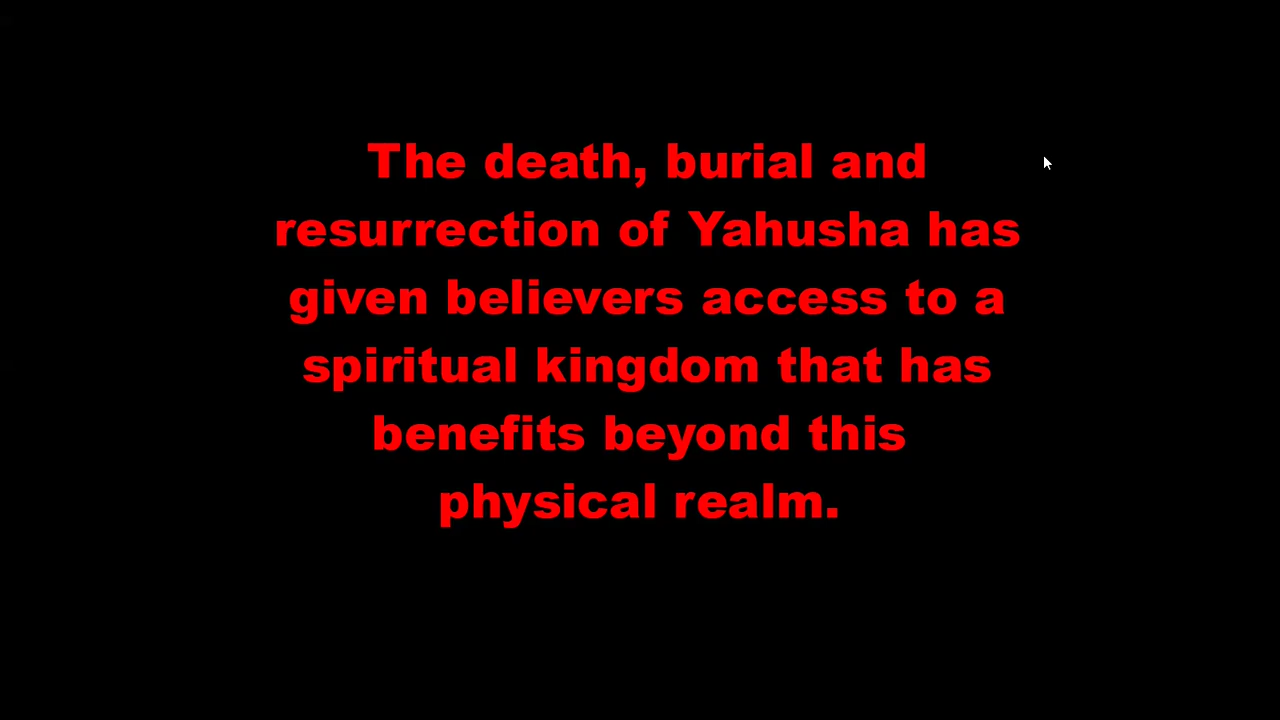 The death, burial and
resurrection of Yahusha has
given believers access to a
spiritual kingdom that has
benefits beyond this
physical realm.